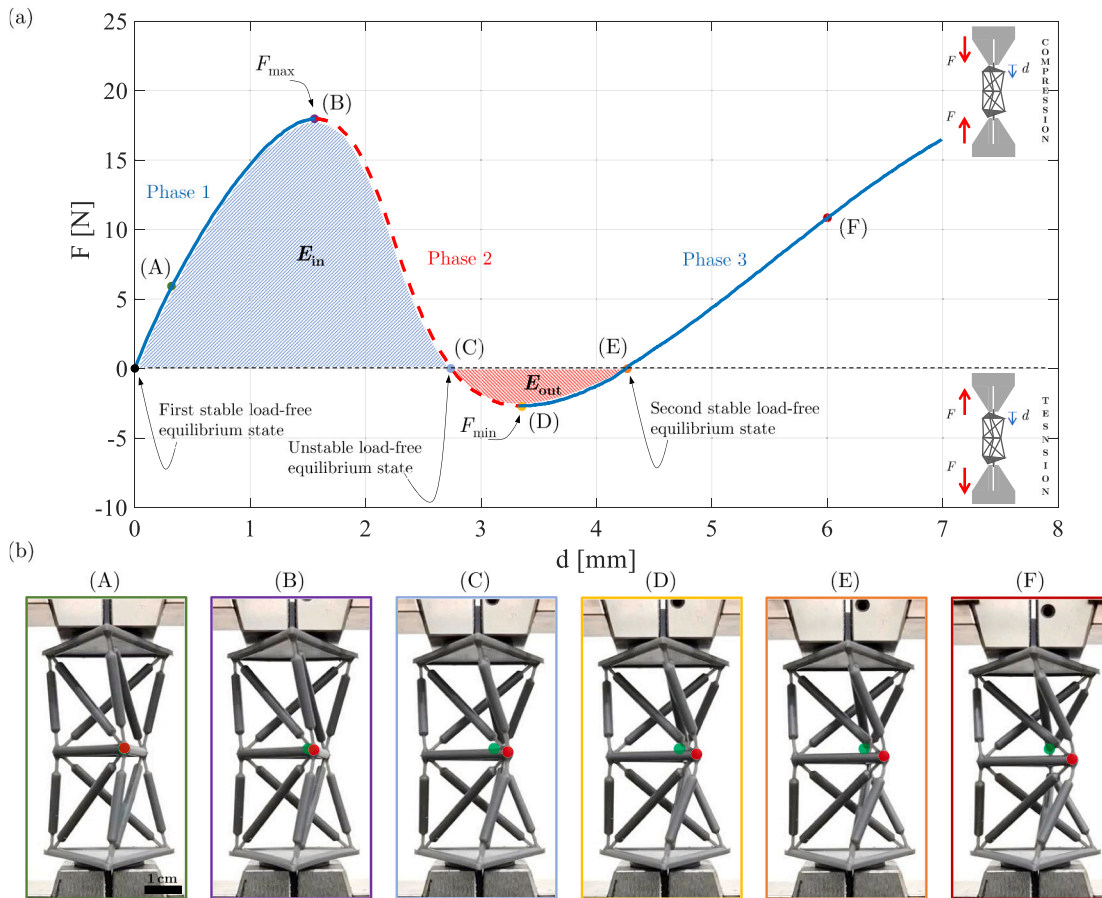 (a)
25
20
15
10
5
0
-5
-10
F [N]
0
1
2
3
4
5
6
7
8
d [mm]
F_max
(B)
Phase 1
(A)
E_in
Phase 2
(C)
(E)
E_out
(D)
F_min
Phase 3
(F)
First stable load-free
equilibrium state
Unstable load-free
equilibrium state
Second stable load-free
equilibrium state
F
d
F
COMPRESSION
F
d
F
TESNSION
(b)
(A)
(B)
(C)
(D)
(E)
(F)
1 cm